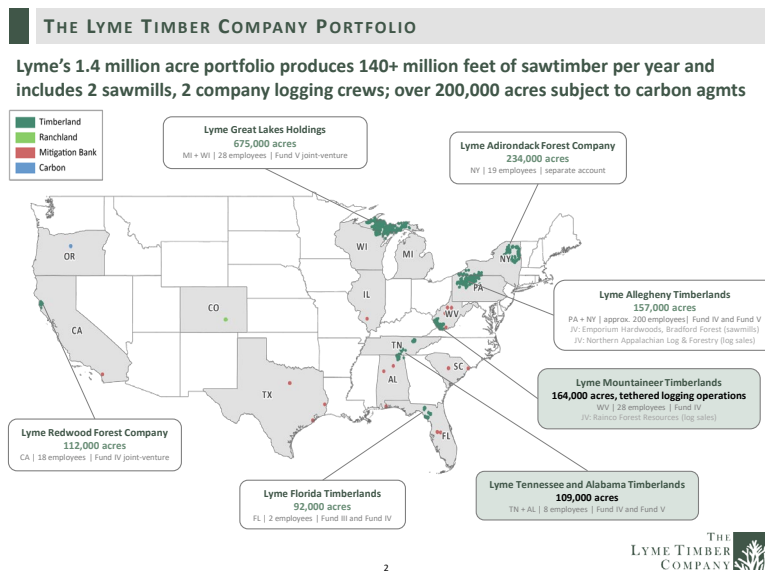 THE LYME TIMBER COMPANY PORTFOLIO
Lyme's 1.4 million acre portfolio produces 140+ million feet of sawtimber per year and
includes 2 sawmills, 2 company logging crews; over 200,000 acres subject to carbon agmts
Timberland
Ranchland
Mitigation Bank
Carbon
Lyme Great Lakes Holdings
675,000 acres
MI + WI | 28 employees | Fund V joint-venture
Lyme Adirondack Forest Company
234,000 acres
NY | 19 employees | separate account
OR
WI
MI
NY
PA
IL
WV
CO
CA
TN
SC
AL
TX
FL
Lyme Allegheny Timberlands
157,000 acres
PA + NY | approx. 200 employees| Fund IV and Fund V
JV: Emporium Hardwoods, Bradford Forest (sawmills)
JV: Northern Appalachian Log & Forestry (log sales)
Lyme Mountaineer Timberlands
164,000 acres, tethered logging operations
WV | 28 employees | Fund IV
JV: Rainco Forest Resources (log sales)
Lyme Redwood Forest Company
112,000 acres
CA | 18 employees | Fund IV joint-venture
Lyme Florida Timberlands
92,000 acres
FL | 2 employees | Fund III and Fund IV
Lyme Tennessee and Alabama Timberlands
109,000 acres
TN + AL | 8 employees | Fund IV and Fund V
THE
LYME TIMBER
COMPANY
2